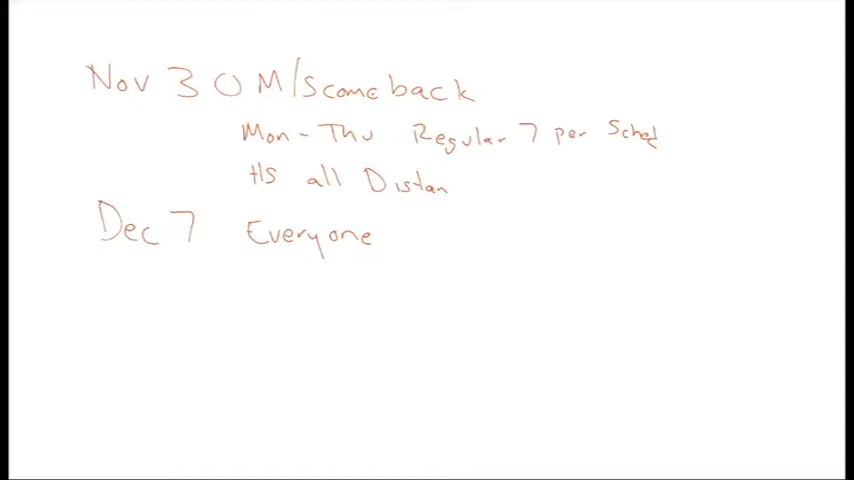 Nov 30 M/S come back
Mon - Thu Regular 7 per Sched
HS all Distan
Dec 7 Everyone